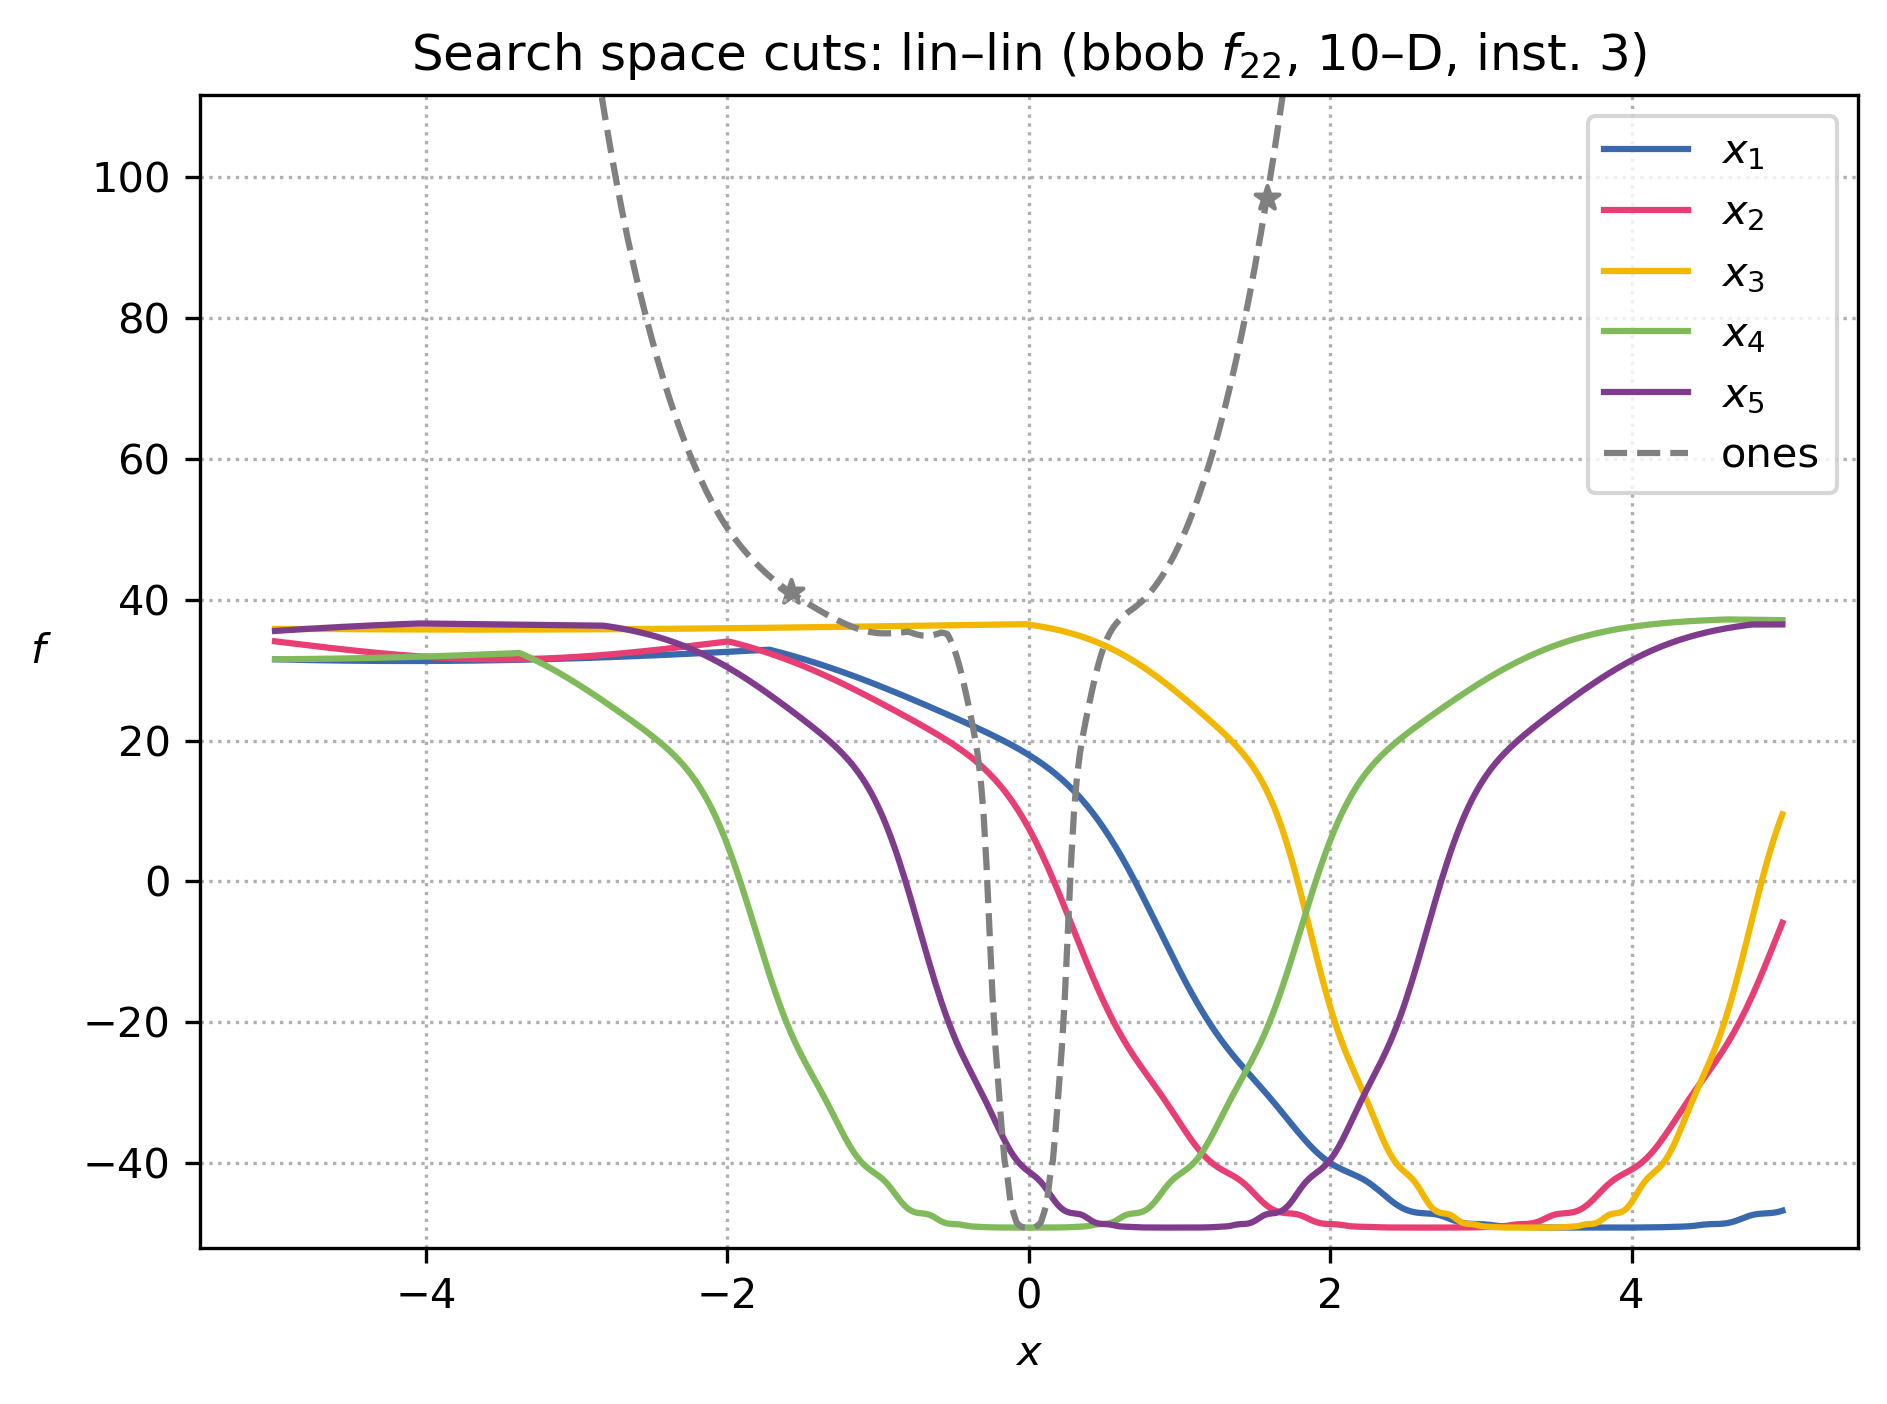 Search space cuts: lin–lin (bbob f22, 10–D, inst. 3)
100
80
60
40
20
0
−20
−40
f
−4
−2
0
2
4
x
x1
x2
x3
x4
x5
ones